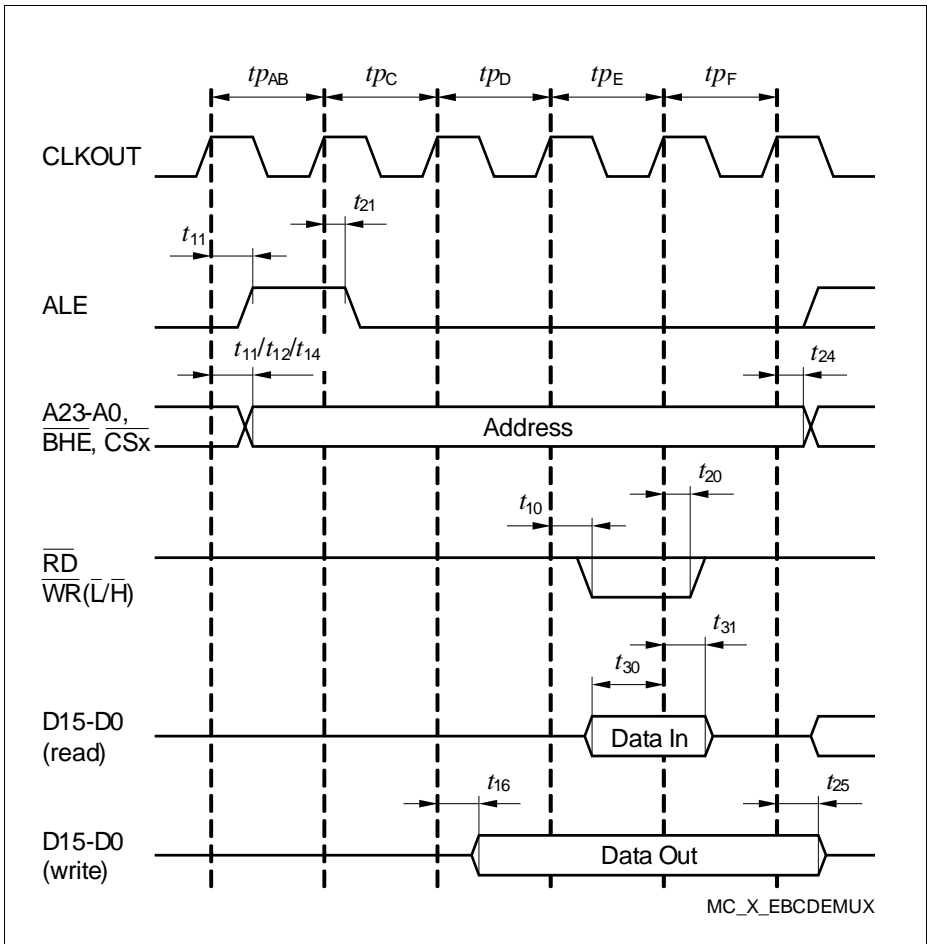 tpAB tpC tpD tpE tpF
CLKOUT
t21
t11
ALE
t11/t12/t14 t24
A23-A0,
BHE, CSx
Address
t20
t10
RD
WR(L/H)
t31
t30
D15-D0
(read)
Data In
t16 t25
D15-D0
(write)
Data Out
MC_X_EBCDEMUX